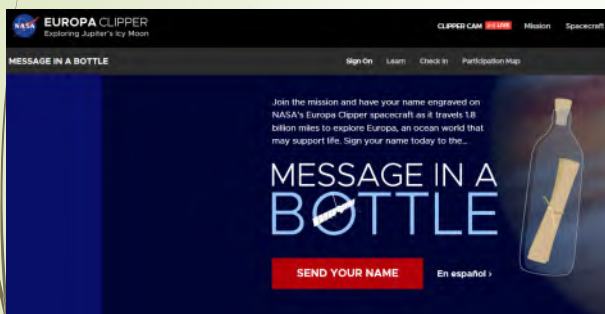 NASA
EUROPA CLIPPER
Exploring Jupiter's Icy Moon
CLIPPER CAM LIVE Mission Spacecraft
MESSAGE IN A BOTTLE
Sign On Learn Check In Participation Map
Join the mission and have your name engraved on
NASA's Europa Clipper spacecraft as it travels 1.8
billion miles to explore Europa, an ocean world that
may support life. Sign your name today to the...
MESSAGE IN A
BOTTLE
SEND YOUR NAME En español ›